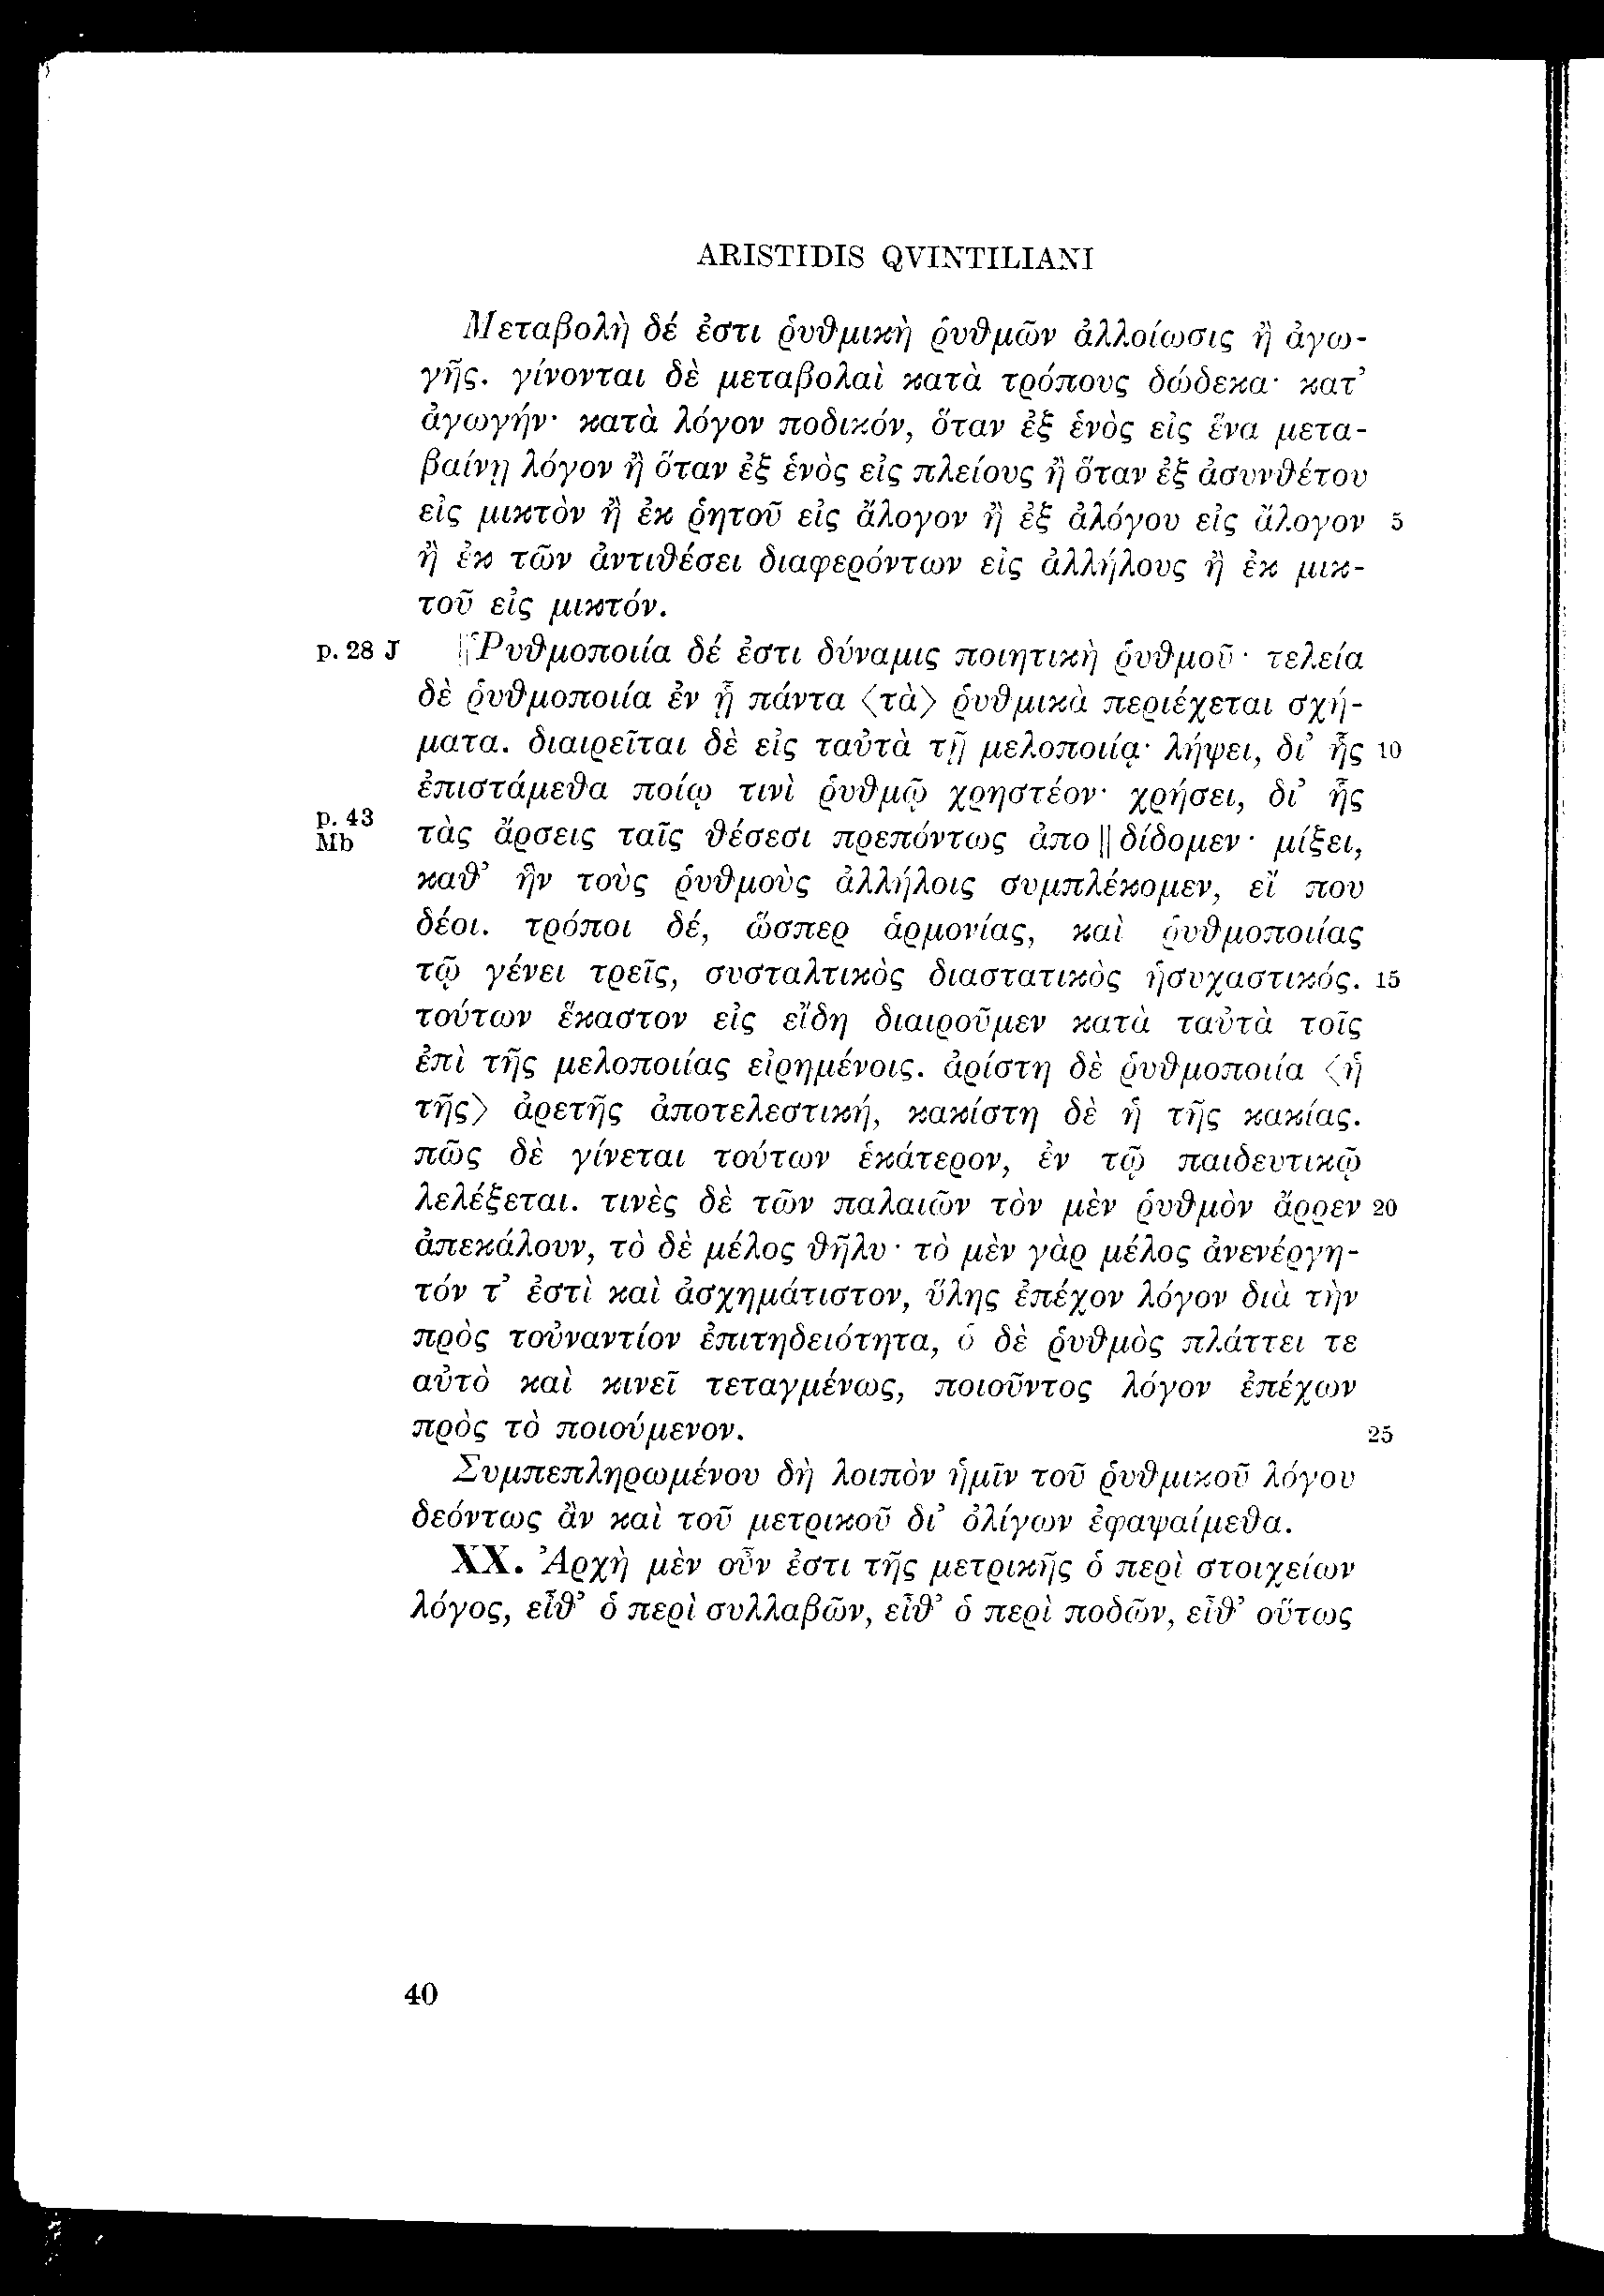 ARISTIDIS QVINTILIANI
Μεταβολὴ δέ ἐστι ῥυθμικὴ ῥυθμῶν ἀλλοίωσις ἢ ἀγω-
γῆς. γίνονται δὲ μεταβολαὶ κατὰ τρόπους δώδεκα· κατ’
ἀγωγήν· κατὰ λόγον ποδικόν, ὅταν ἐξ ἑνὸς εἰς ἕνα μετα-
βαίνῃ λόγον ἢ ὅταν ἐξ ἑνὸς εἰς πλείους ἢ ὅταν ἐξ ἀσυνθέτου
εἰς μικτὸν ἢ ἐκ ῥητοῦ εἰς ἄλογον ἢ ἐξ ἀλόγου εἰς ἄλογον 5
ἢ ἐκ τῶν ἀντιθέσει διαφερόντων εἰς ἀλλήλους ἢ ἐκ μικ-
τοῦ εἰς μικτόν.
p. 28 J ||Ῥυθμοποιία δέ ἐστι δύναμις ποιητικὴ ῥυθμοῦ· τελεία
δὲ ῥυθμοποιία ἐν ᾗ πάντα ⟨τὰ⟩ ῥυθμικὰ περιέχεται σχή-
ματα. διαιρεῖται δὲ εἰς ταὐτὰ τῇ μελοποιίᾳ· λήψει, δι’ ἧς 10
ἐπιστάμεθα ποίῳ τινὶ ῥυθμῷ χρηστέον· χρήσει, δι’ ἧς
p. 43 Mb τὰς ἄρσεις ταῖς θέσεσι πρεπόντως ἀπο||δίδομεν· μίξει,
καθ’ ἣν τοὺς ῥυθμοὺς ἀλλήλοις συμπλέκομεν, εἴ που
δέοι. τρόποι δέ, ὥσπερ ἁρμονίας, καὶ ῥυθμοποιίας
τῷ γένει τρεῖς, συσταλτικὸς διαστατικὸς ἡσυχαστικός. 15
τούτων ἕκαστον εἰς εἴδη διαιροῦμεν κατὰ ταὐτὰ τοῖς
ἐπὶ τῆς μελοποιίας εἰρημένοις. ἀρίστη δὲ ῥυθμοποιία ⟨ἡ
τῆς⟩ ἀρετῆς ἀποτελεστική, κακίστη δὲ ἡ τῆς κακίας.
πῶς δὲ γίνεται τούτων ἑκάτερον, ἐν τῷ παιδευτικῷ
λελέξεται. τινὲς δὲ τῶν παλαιῶν τὸν μὲν ῥυθμὸν ἄρρεν 20
ἀπεκάλουν, τὸ δὲ μέλος θῆλυ· τὸ μὲν γὰρ μέλος ἀνενέργη-
τόν τ’ ἐστὶ καὶ ἀσχημάτιστον, ὕλης ἐπέχον λόγον διὰ τὴν
πρὸς τοὐναντίον ἐπιτηδειότητα, ὁ δὲ ῥυθμὸς πλάττει τε
αὐτὸ καὶ κινεῖ τεταγμένως, ποιοῦντος λόγον ἐπέχων
πρὸς τὸ ποιούμενον. 25
Συμπεπληρωμένου δὴ λοιπὸν ἡμῖν τοῦ ῥυθμικοῦ λόγου
δεόντως ἂν καὶ τοῦ μετρικοῦ δι’ ὀλίγων ἐφαψαίμεθα.
XX. Ἀρχὴ μὲν οὖν ἐστι τῆς μετρικῆς ὁ περὶ στοιχείων
λόγος, εἶθ’ ὁ περὶ συλλαβῶν, εἶθ’ ὁ περὶ ποδῶν, εἶθ’ οὕτως
40